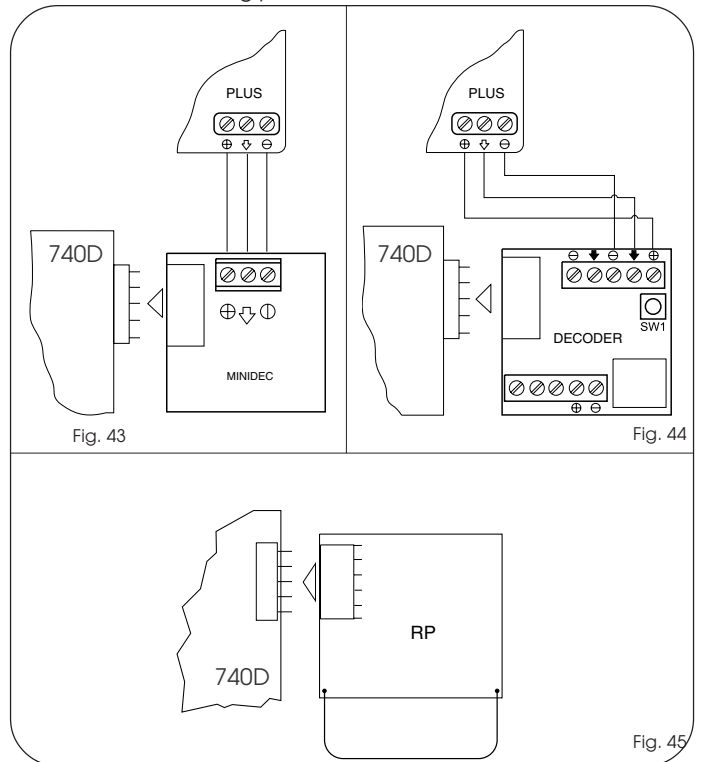 PLUS
740D
MINIDEC
Fig. 43
PLUS
740D
SW1
DECODER
Fig. 44
RP
740D
Fig. 45